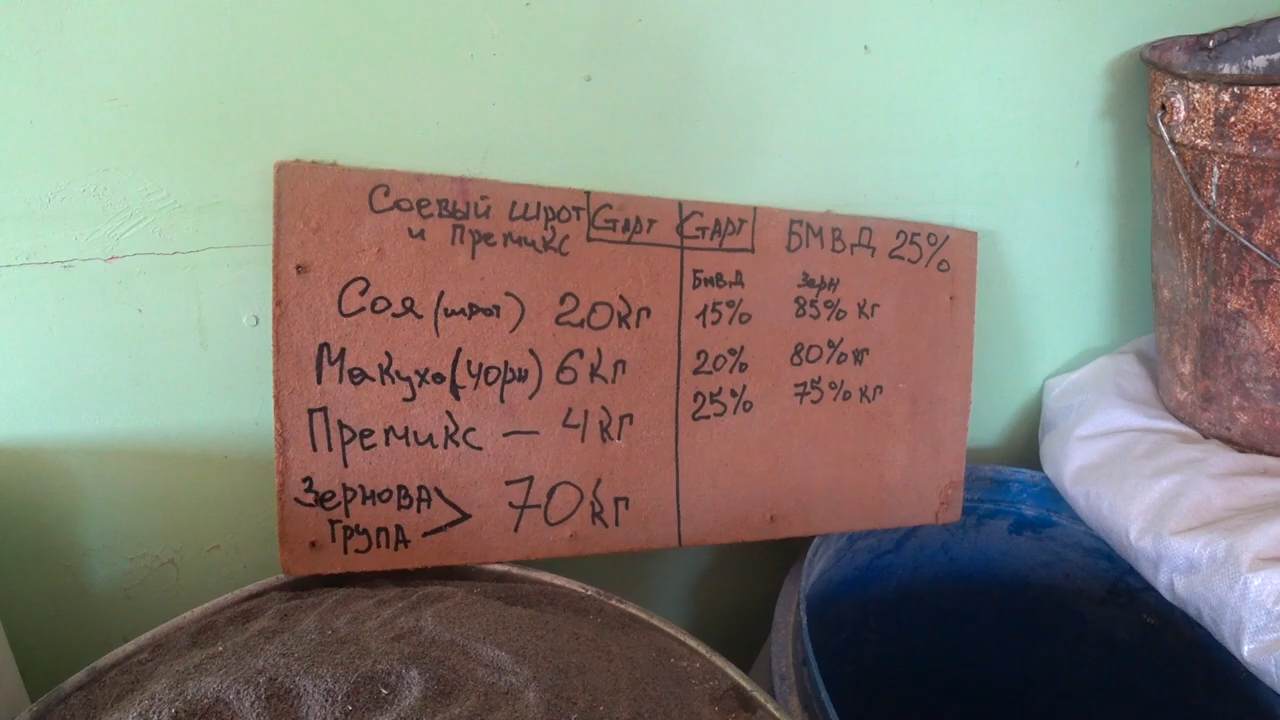 Соевый шрот Старт
и Премикс
Соя (шрот) 20кг
Макуха (чорн) 6кг
Премикс — 4кг
Зернова
група > 70кг
Старт БМВД 25%
БМВД Зерн
15% 85% кг
20% 80% кг
25% 75% кг